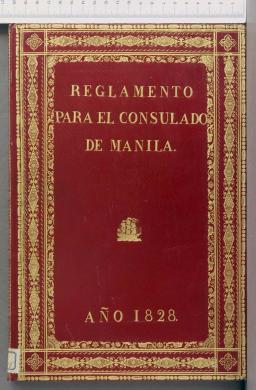 REGLAMENTO
PARA EL CONSULADO
DE MANILA.
AÑO 1828.